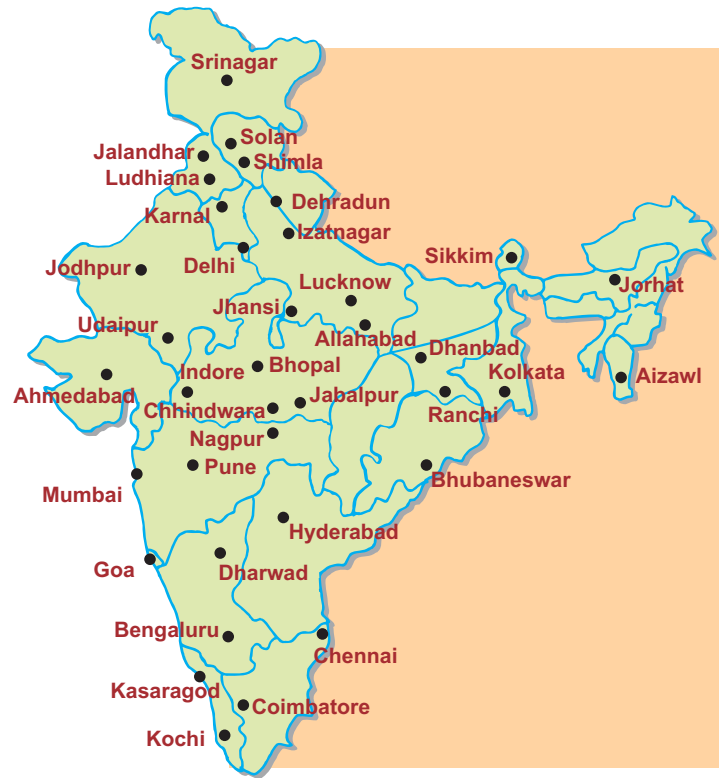 Srinagar
Solan
Jalandhar
Shimla
Ludhiana
Dehradun
Karnal
Izatnagar
Delhi
Sikkim
Jodhpur
Lucknow
Jorhat
Jhansi
Udaipur
Allahabad
Dhanbad
Indore
Bhopal
Kolkata
Aizawl
Ahmedabad
Jabalpur
Ranchi
Chhindwara
Nagpur
Pune
Bhubaneswar
Mumbai
Hyderabad
Goa
Dharwad
Bengaluru
Chennai
Kasaragod
Coimbatore
Kochi